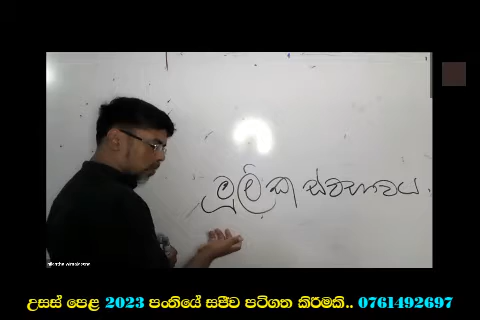 මූලික ස්වභාවය.
උසස් පෙළ 2023 පංතියේ සජීව පටිගත කිරීමකි.. 0761492697